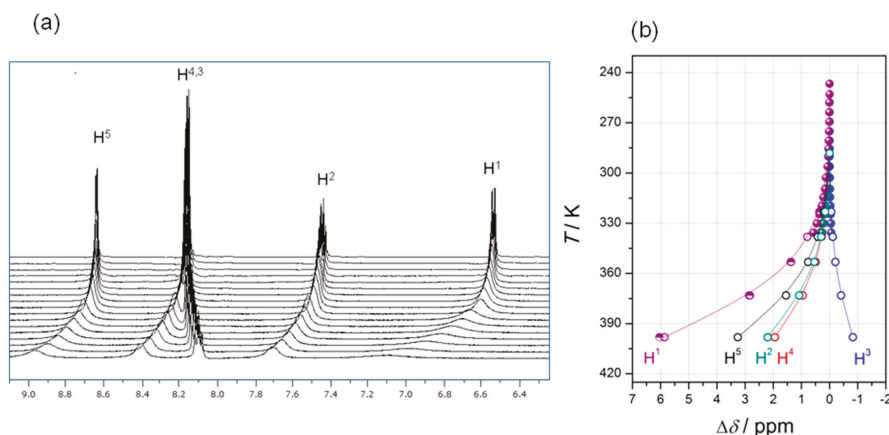 (a)
H⁵
H⁴,³
H²
H¹
9.0 8.8 8.6 8.4 8.2 8.0 7.8 7.6 7.4 7.2 7.0 6.8 6.6 6.4
(b)
T / K
240
270
300
330
360
390
420
H¹ H⁵ H² H⁴ H³
7 6 5 4 3 2 1 0 -1 -2
Δδ / ppm